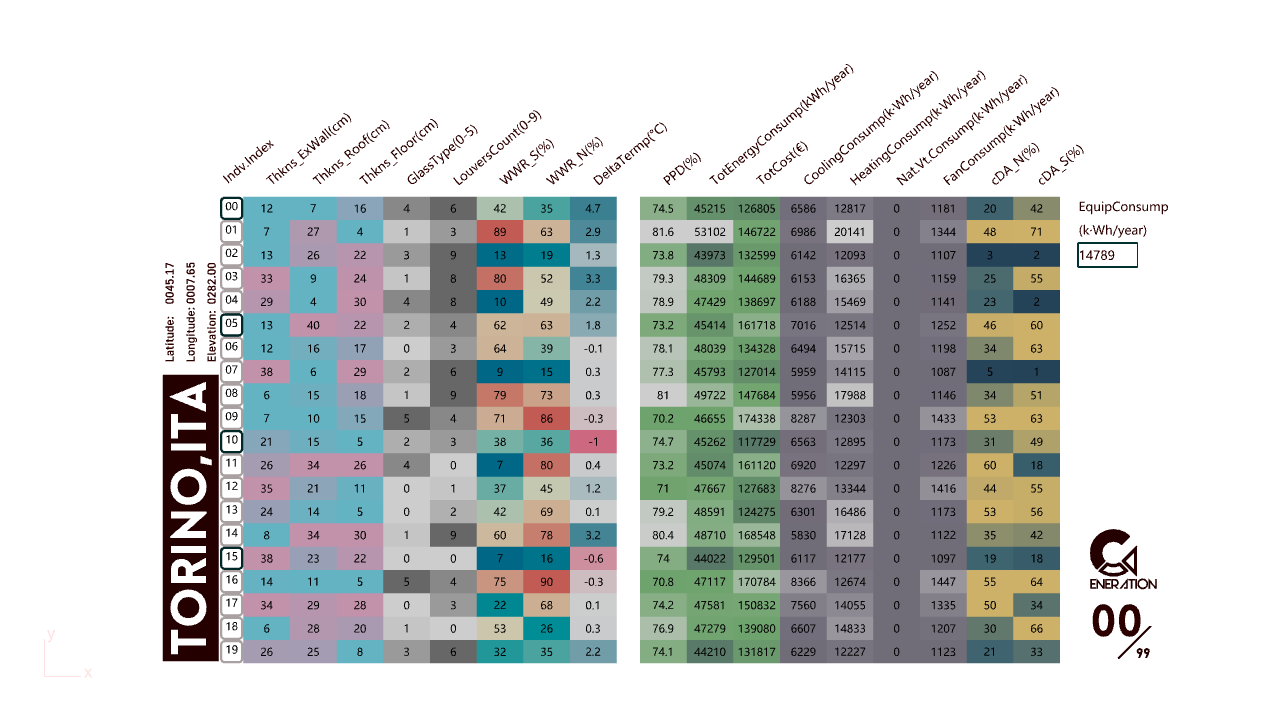 Indv.Index Thkns_ExWall(cm) Thkns_Roof(cm) Thkns_Floor(cm) GlassType(0-5) LouversCount(0-9) WWR_S(%) WWR_N(%) DeltaTermp(°C) PPD(%) TotEnergyConsump(kWh/year) TotCost(€) CoolingConsump(k·Wh/year) HeatingConsump(k·Wh/year) Nat.Vt.Consump(k·Wh/year) FanConsump(k·Wh/year) cDA_N(%) cDA_S(%)
00 12 7 16 4 6 42 35 4.7 74.5 45215 126805 6586 12817 0 1181 20 42
01 7 27 4 1 3 89 63 2.9 81.6 53102 146722 6986 20141 0 1344 48 71
02 13 26 22 3 9 13 19 1.3 73.8 43973 132599 6142 12093 0 1107 3 2
03 33 9 24 1 8 80 52 3.3 79.3 48309 144689 6153 16365 0 1159 25 55
04 29 4 30 4 8 10 49 2.2 78.9 47429 138697 6188 15469 0 1141 23 2
05 13 40 22 2 4 62 63 1.8 73.2 45414 161718 7016 12514 0 1252 46 60
06 12 16 17 0 3 64 39 -0.1 78.1 48039 134328 6494 15715 0 1198 34 63
07 38 6 29 2 6 9 15 0.3 77.3 45793 127014 5959 14115 0 1087 5 1
08 6 15 18 1 9 79 73 0.3 81 49722 147684 5956 17988 0 1146 34 51
09 7 10 15 5 4 71 86 -0.3 70.2 46655 174338 8287 12303 0 1433 53 63
10 21 15 5 2 3 38 36 -1 74.7 45262 117729 6563 12895 0 1173 31 49
11 26 34 26 4 0 7 80 0.4 73.2 45074 161120 6920 12297 0 1226 60 18
12 35 21 11 0 1 37 45 1.2 71 47667 127683 8276 13344 0 1416 44 55
13 24 14 5 0 2 42 69 0.1 79.2 48591 124275 6301 16486 0 1173 53 56
14 8 34 30 1 9 60 78 3.2 80.4 48710 168548 5830 17128 0 1122 35 42
15 38 23 22 0 0 7 16 -0.6 74 44022 129501 6117 12177 0 1097 19 18
16 14 11 5 5 4 75 90 -0.3 70.8 47117 170784 8366 12674 0 1447 55 64
17 34 29 28 0 3 22 68 0.1 74.2 47581 150832 7560 14055 0 1335 50 34
18 6 28 20 1 0 53 26 0.3 76.9 47279 139080 6607 14833 0 1207 30 66
19 26 25 8 3 6 32 35 2.2 74.1 44210 131817 6229 12227 0 1123 21 33
Latitude: 0045.17
Longitude: 0007.65
Elevation: 0282.00
TORINO,ITA
EquipConsump
(k·Wh/year)
14789
ENERATION
00/99
y
x